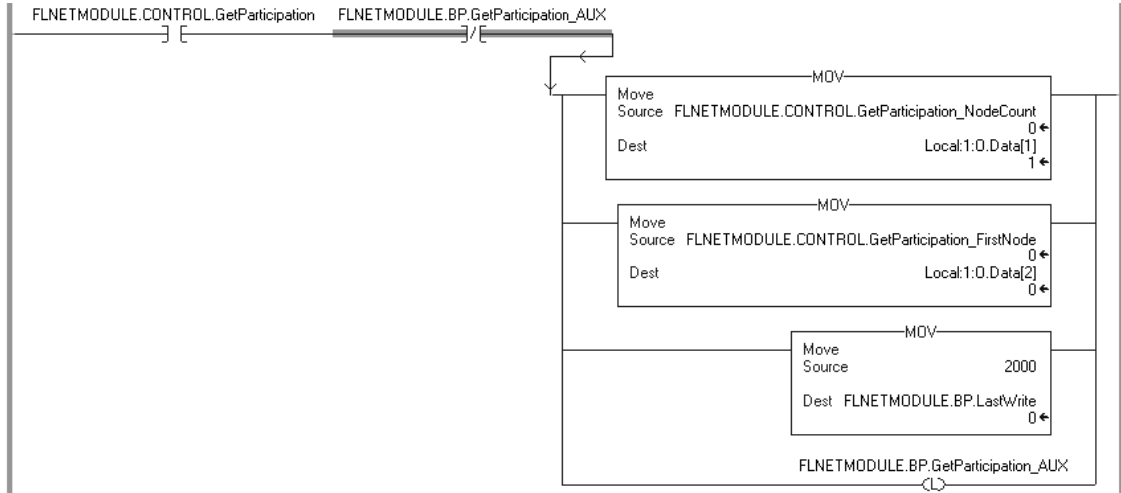 FLNETMODULE.CONTROL.GetParticipation FLNETMODULE.BP.GetParticipation_AUX
MOV
Move
Source FLNETMODULE.CONTROL.GetParticipation_NodeCount
0
Dest Local:1:O.Data[1]
1
MOV
Move
Source FLNETMODULE.CONTROL.GetParticipation_FirstNode
0
Dest Local:1:O.Data[2]
0
MOV
Move
Source 2000
Dest FLNETMODULE.BP.LastWrite
0
FLNETMODULE.BP.GetParticipation_AUX
L